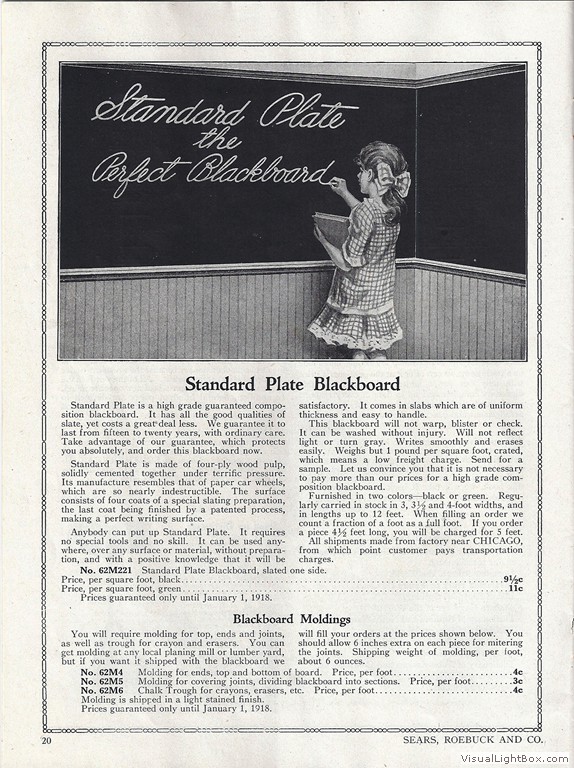 Standard Plate
the
Perfect Blackboard
Standard Plate Blackboard
Standard Plate is a high grade guaranteed compo-
sition blackboard. It has all the good qualities of
slate, yet costs a great deal less. We guarantee it to
last from fifteen to twenty years, with ordinary care.
Take advantage of our guarantee, which protects
you absolutely, and order this blackboard now.
Standard Plate is made of four-ply wood pulp,
solidly cemented together under terrific pressure.
Its manufacture resembles that of paper car wheels,
which are so nearly indestructible. The surface
consists of four coats of a special slating preparation,
the last coat being finished by a patented process,
making a perfect writing surface.
Anybody can put up Standard Plate. It requires
no special tools and no skill. It can be used any-
where, over any surface or material, without prepara-
tion, and with a positive knowledge that it will be
satisfactory. It comes in slabs which are of uniform
thickness and easy to handle.
This blackboard will not warp, blister or check.
It can be washed without injury. Will not reflect
light or turn gray. Writes smoothly and erases
easily. Weighs but 1 pound per square foot, crated,
which means a low freight charge. Send for a
sample. Let us convince you that it is not necessary
to pay more than our prices for a high grade com-
position blackboard.
Furnished in two colors—black or green. Regu-
larly carried in stock in 3, 3½ and 4-foot widths, and
in lengths up to 12 feet. When filling an order we
count a fraction of a foot as a full foot. If you order
a piece 4½ feet long, you will be charged for 5 feet.
All shipments made from factory near CHICAGO,
from which point customer pays transportation
charges.
No. 62M221 Standard Plate Blackboard, slated one side.
Price, per square foot, black....................9½c
Price, per square foot, green....................11c
Prices guaranteed only until January 1, 1918.
Blackboard Moldings
You will require molding for top, ends and joints,
as well as trough for crayon and erasers. You can
get molding at any local planing mill or lumber yard,
but if you want it shipped with the blackboard we
will fill your orders at the prices shown below. You
should allow 6 inches extra on each piece for mitering
the joints. Shipping weight of molding, per foot,
about 6 ounces.
No. 62M4 Molding for ends, top and bottom of board. Price, per foot....................4c
No. 62M5 Molding for covering joints, dividing blackboard into sections. Price, per foot..........3c
No. 62M6 Chalk Trough for crayons, erasers, etc. Price, per foot....................4c
Molding is shipped in a light stained finish.
Prices guaranteed only until January 1, 1918.
20 SEARS, ROEBUCK AND CO.
VisualLightBox.com